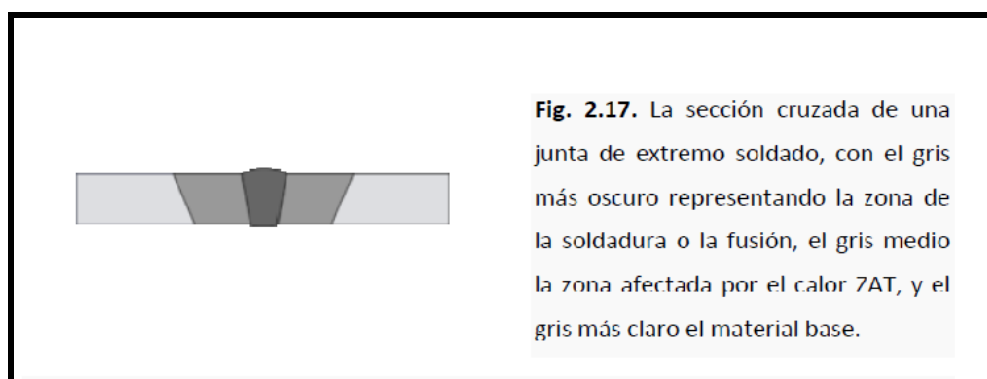 Fig. 2.17. La sección cruzada de una
junta de extremo soldado, con el gris
más oscuro representando la zona de
la soldadura o la fusión, el gris medio
la zona afectada por el calor ZAT, y el
gris más claro el material base.